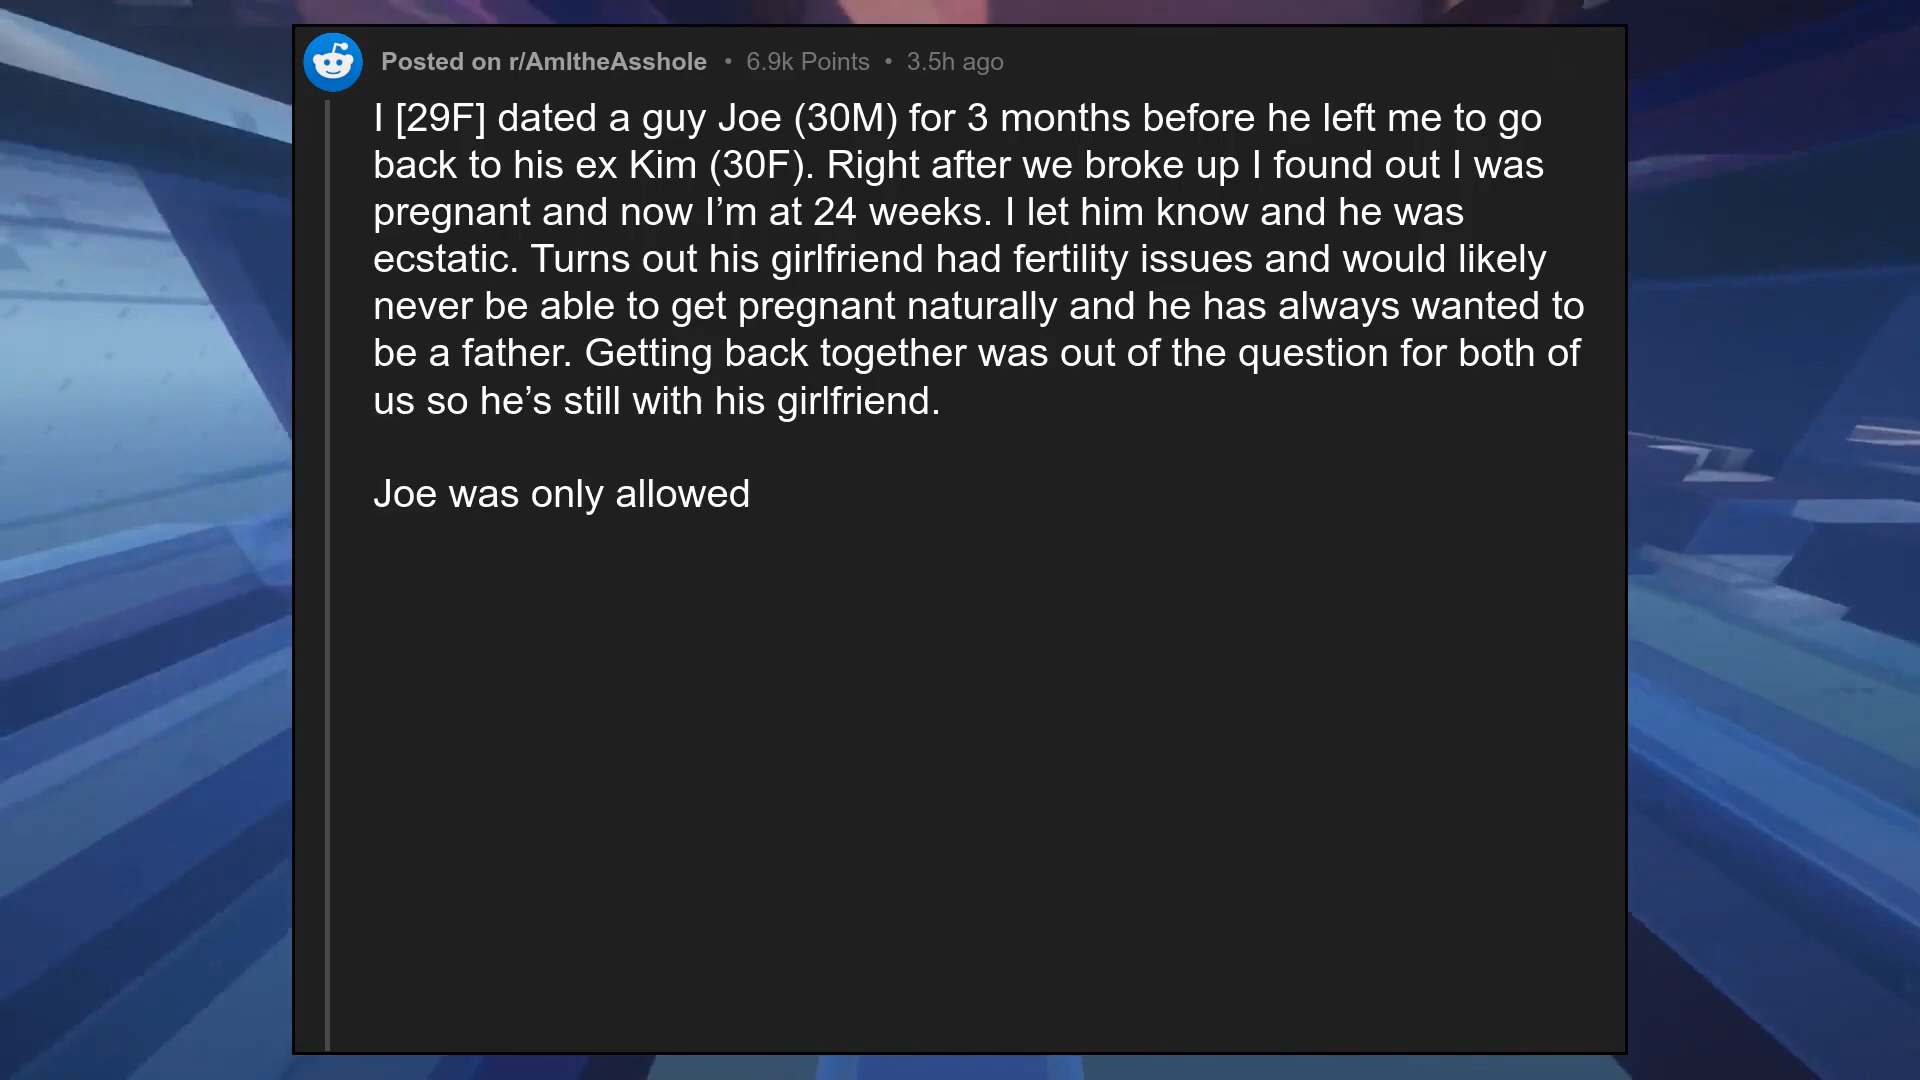 Posted on r/AmItheAsshole • 6.9k Points • 3.5h ago
I [29F] dated a guy Joe (30M) for 3 months before he left me to go
back to his ex Kim (30F). Right after we broke up I found out I was
pregnant and now I’m at 24 weeks. I let him know and he was
ecstatic. Turns out his girlfriend had fertility issues and would likely
never be able to get pregnant naturally and he has always wanted to
be a father. Getting back together was out of the question for both of
us so he’s still with his girlfriend.
Joe was only allowed